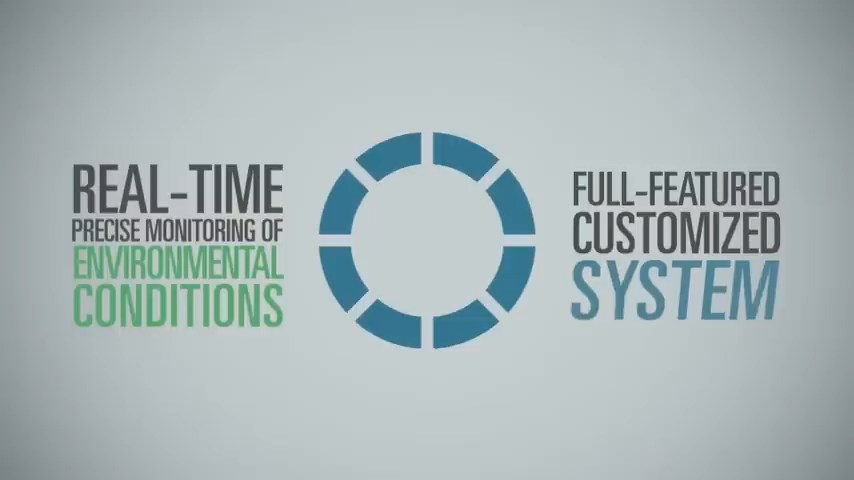 REAL-TIME
PRECISE MONITORING OF
ENVIRONMENTAL
CONDITIONS
FULL-FEATURED
CUSTOMIZED
SYSTEM